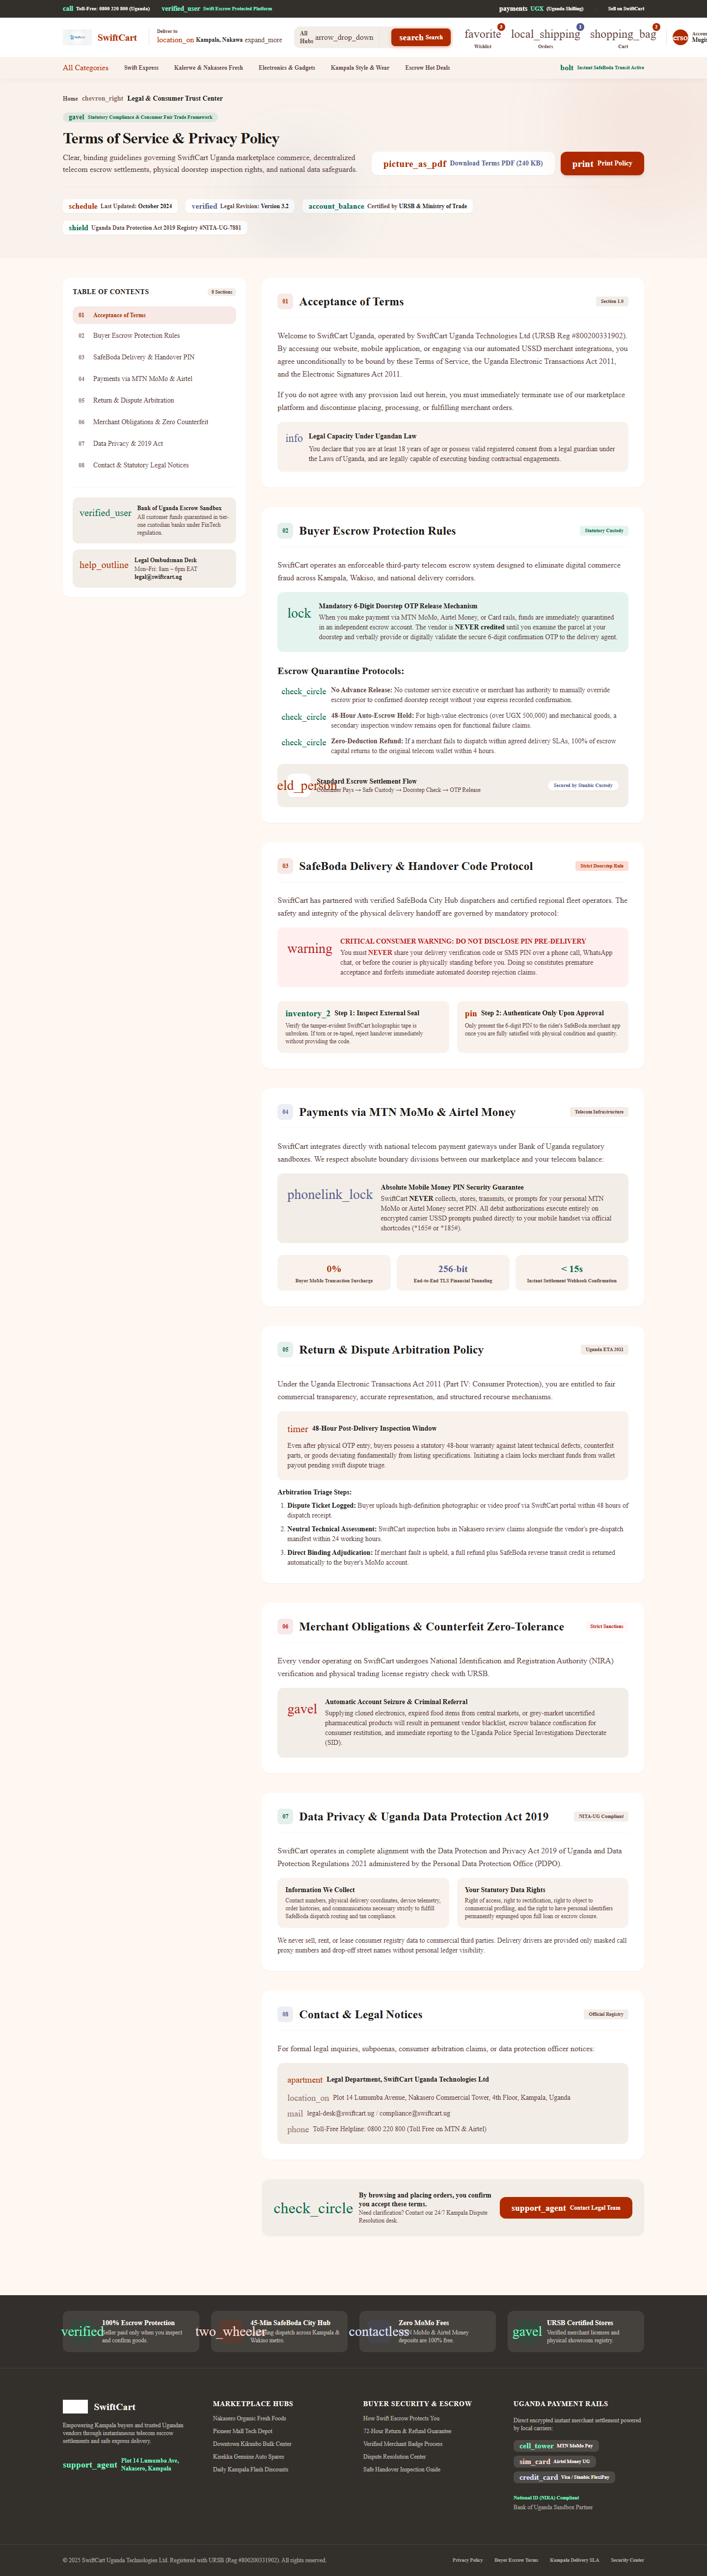 call Toll-Free: 0800 220 800 (Uganda) verified_user Swift Escrow Protected Platform payments UGX (Uganda Shilling) Sell on SwiftCart
SwiftCart
Deliver to
location_on Kampala, Nakawa expand_more
All Hubs arrow_drop_down
search Search
favorite 3
Wishlist
local_shipping 1
Orders
shopping_bag
Cart
All Categories Swift Express Kalerwe & Nakasero Fresh Electronics & Gadgets Kampala Style & Wear Escrow Hot Deals bolt Instant SafeBoda Transit Active
Home chevron_right Legal & Consumer Trust Center
gavel Statutory Compliance & Consumer Fair Trade Framework
Terms of Service & Privacy Policy
Clear, binding guidelines governing SwiftCart Uganda marketplace commerce, decentralized
telecom escrow settlements, physical doorstep inspection rights, and national data safeguards.
picture_as_pdf Download Terms PDF (240 KB)
print Print Policy
schedule Last Updated: October 2024 verified Legal Revision: Version 3.2 account_balance Certified by URSB & Ministry of Trade
shield Uganda Data Protection Act 2019 Registry #NITA-UG-7881
TABLE OF CONTENTS 8 Sections
01 Acceptance of Terms
02 Buyer Escrow Protection Rules
03 SafeBoda Delivery & Handover PIN
04 Payments via MTN MoMo & Airtel
05 Return & Dispute Arbitration
06 Merchant Obligations & Zero Counterfeit
07 Data Privacy & 2019 Act
08 Contact & Statutory Legal Notices
verified_user Bank of Uganda Escrow Sandbox
All customer funds quarantined in tier-
one custodian banks under FinTech
regulation.
help_outline Legal Ombudsman Desk
Mon-Fri: 8am – 6pm EAT
legal@swiftcart.ug
01 Acceptance of Terms Section 1.0
Welcome to SwiftCart Uganda, operated by SwiftCart Uganda Technologies Ltd (URSB Reg #800200331902).
By accessing our website, mobile application, or engaging via our automated USSD merchant integrations, you
agree unconditionally to be bound by these Terms of Service, the Uganda Electronic Transactions Act 2011,
and the Electronic Signatures Act 2011.
If you do not agree with any provision laid out herein, you must immediately terminate use of our marketplace
platform and discontinue placing, processing, or fulfilling merchant orders.
info Legal Capacity Under Ugandan Law
You declare that you are at least 18 years of age or possess valid registered consent from a legal guardian under
the Laws of Uganda, and are legally capable of executing binding contractual engagements.
02 Buyer Escrow Protection Rules Statutory Custody
SwiftCart operates an enforceable third-party telecom escrow system designed to eliminate digital commerce
fraud across Kampala, Wakiso, and national delivery corridors.
lock Mandatory 6-Digit Doorstep OTP Release Mechanism
When you make payment via MTN MoMo, Airtel Money, or Card rails, funds are immediately quarantined
in an independent escrow account. The vendor is NEVER credited until you examine the parcel at your
doorstep and verbally provide or digitally validate the secure 6-digit confirmation OTP to the delivery agent.
Escrow Quarantine Protocols:
check_circle No Advance Release: No customer service executive or merchant has authority to manually override
escrow prior to confirmed doorstep receipt without your express recorded confirmation.
check_circle 48-Hour Auto-Escrow Hold: For high-value electronics (over UGX 500,000) and mechanical goods, a
secondary inspection window remains open for functional failure claims.
check_circle Zero-Deduction Refund: If a merchant fails to dispatch within agreed delivery SLAs, 100% of escrow
capital returns to the original telecom wallet within 4 hours.
Standard Escrow Settlement Flow
Consumer Pays → Safe Custody → Doorstep Check → OTP Release
Secured by Stanbic Custody
03 SafeBoda Delivery & Handover Code Protocol Strict Doorstep Rule
SwiftCart has partnered with verified SafeBoda City Hub dispatchers and certified regional fleet operators. The
safety and integrity of the physical delivery handoff are governed by mandatory protocol:
warning CRITICAL CONSUMER WARNING: DO NOT DISCLOSE PIN PRE-DELIVERY
You must NEVER share your delivery verification code or SMS PIN over a phone call, WhatsApp
chat, or before the courier is physically standing before you. Doing so constitutes premature
acceptance and forfeits immediate automated doorstep rejection claims.
inventory_2 Step 1: Inspect External Seal
Verify the tamper-evident SwiftCart holographic tape is
unbroken. If torn or re-taped, reject handover immediately
without providing the code.
pin Step 2: Authenticate Only Upon Approval
Only present the 6-digit PIN to the rider's SafeBoda merchant app
once you are fully satisfied with physical condition and quantity.
04 Payments via MTN MoMo & Airtel Money Telecom Infrastructure
SwiftCart integrates directly with national telecom payment gateways under Bank of Uganda regulatory
sandboxes. We respect absolute boundary divisions between our marketplace and your telecom balance:
phonelink_lock Absolute Mobile Money PIN Security Guarantee
SwiftCart NEVER collects, stores, transmits, or prompts for your personal MTN
MoMo or Airtel Money secret PIN. All debit authorizations execute entirely on
encrypted carrier USSD prompts pushed directly to your mobile handset via official
shortcodes (*165# or *185#).
0%
Buyer MoMo Transaction Surcharge
256-bit
End-to-End TLS Financial Tunneling
< 15s
Instant Settlement Webhook Confirmation
05 Return & Dispute Arbitration Policy Uganda ETA 2011
Under the Uganda Electronic Transactions Act 2011 (Part IV: Consumer Protection), you are entitled to fair
commercial transparency, accurate representation, and structured recourse mechanisms.
timer 48-Hour Post-Delivery Inspection Window
Even after physical OTP entry, buyers possess a statutory 48-hour warranty against latent technical defects, counterfeit
parts, or goods deviating fundamentally from listing specifications. Initiating a claim locks merchant funds from wallet
payout pending swift dispute triage.
Arbitration Triage Steps:
1. Dispute Ticket Logged: Buyer uploads high-definition photographic or video proof via SwiftCart portal within 48 hours of
dispatch receipt.
2. Neutral Technical Assessment: SwiftCart inspection hubs in Nakasero review claims alongside the vendor's pre-dispatch
manifest within 24 working hours.
3. Direct Binding Adjudication: If merchant fault is upheld, a full refund plus SafeBoda reverse transit credit is returned
automatically to the buyer's MoMo account.
06 Merchant Obligations & Counterfeit Zero-Tolerance Strict Sanctions
Every vendor operating on SwiftCart undergoes National Identification and Registration Authority (NIRA)
verification and physical trading license registry check with URSB.
gavel Automatic Account Seizure & Criminal Referral
Supplying cloned electronics, expired food items from central markets, or grey-market uncertified
pharmaceutical products will result in permanent vendor blacklist, escrow balance confiscation for
consumer restitution, and immediate reporting to the Uganda Police Special Investigations Directorate
(SID).
07 Data Privacy & Uganda Data Protection Act 2019 NITA-UG Compliant
SwiftCart operates in complete alignment with the Data Protection and Privacy Act 2019 of Uganda and Data
Protection Regulations 2021 administered by the Personal Data Protection Office (PDPO).
Information We Collect
Contact numbers, physical delivery coordinates, device telemetry,
order histories, and communications necessary strictly to fulfill
SafeBoda dispatch routing and tax compliance.
Your Statutory Data Rights
Right of access, right to rectification, right to object to
commercial profiling, and the right to have personal identifiers
permanently expunged upon full loan or escrow closure.
We never sell, rent, or lease consumer registry data to commercial third parties. Delivery drivers are provided only masked call
proxy numbers and drop-off street names without personal ledger visibility.
08 Contact & Legal Notices Official Registry
For formal legal inquiries, subpoenas, consumer arbitration claims, or data protection officer notices:
apartment Legal Department, SwiftCart Uganda Technologies Ltd
location_on Plot 14 Lumumba Avenue, Nakasero Commercial Tower, 4th Floor, Kampala, Uganda
mail legal-desk@swiftcart.ug / compliance@swiftcart.ug
phone Toll-Free Helpline: 0800 220 800 (Toll Free on MTN & Airtel)
check_circle By browsing and placing orders, you confirm
you accept these terms.
Need clarification? Contact our 24/7 Kampala Dispute
Resolution desk.
support_agent Contact Legal Team
verified 100% Escrow Protection
Seller paid only when you inspect
and confirm goods.
two_wheeler 45-Min SafeBoda City Hub
dispatch across Kampala &
Wakiso metro.
contactless Zero MoMo Fees
MoMo & Airtel Money
deposits are 100% free.
gavel URSB Certified Stores
Verified merchant licenses and
physical showroom registry.
SwiftCart
Empowering Kampala buyers and trusted Ugandan
vendors through instantaneous telecom escrow
settlements and safe express delivery.
support_agent Plot 14 Lumumba Ave,
Nakasero, Kampala
MARKETPLACE HUBS
Nakasero Organic Fresh Foods
Pioneer Mall Tech Depot
Downtown Kikuubo Bulk Center
Kisekka Genuine Auto Spares
Daily Kampala Flash Discounts
BUYER SECURITY & ESCROW
How Swift Escrow Protects You
72-Hour Return & Refund Guarantee
Verified Merchant Badge Process
Dispute Resolution Center
Safe Handover Inspection Guide
UGANDA PAYMENT RAILS
Direct encrypted instant merchant settlement powered
by local carriers:
cell_tower MTN MoMo Pay
sim_card Airtel Money UG
credit_card Visa / Stanbic FlexiPay
National ID (NIRA) Compliant
Bank of Uganda Sandbox Partner
© 2025 SwiftCart Uganda Technologies Ltd. Registered with URSB (Reg #800200331902). All rights reserved.
Privacy Policy Buyer Escrow Terms Kampala Delivery SLA Security Center